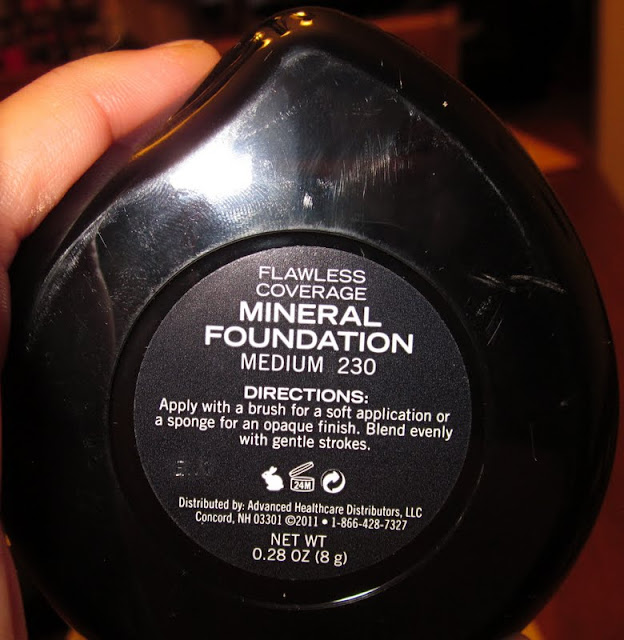 FLAWLESS
COVERAGE
MINERAL
FOUNDATION
MEDIUM 230
DIRECTIONS:
Apply with a brush for a soft application or
a sponge for an opaque finish. Blend evenly
with gentle strokes.
24M
Distributed by: Advanced Healthcare Distributors, LLC
Concord, NH 03301 ©2011 • 1-866-428-7327
NET WT
0.28 OZ (8 g)